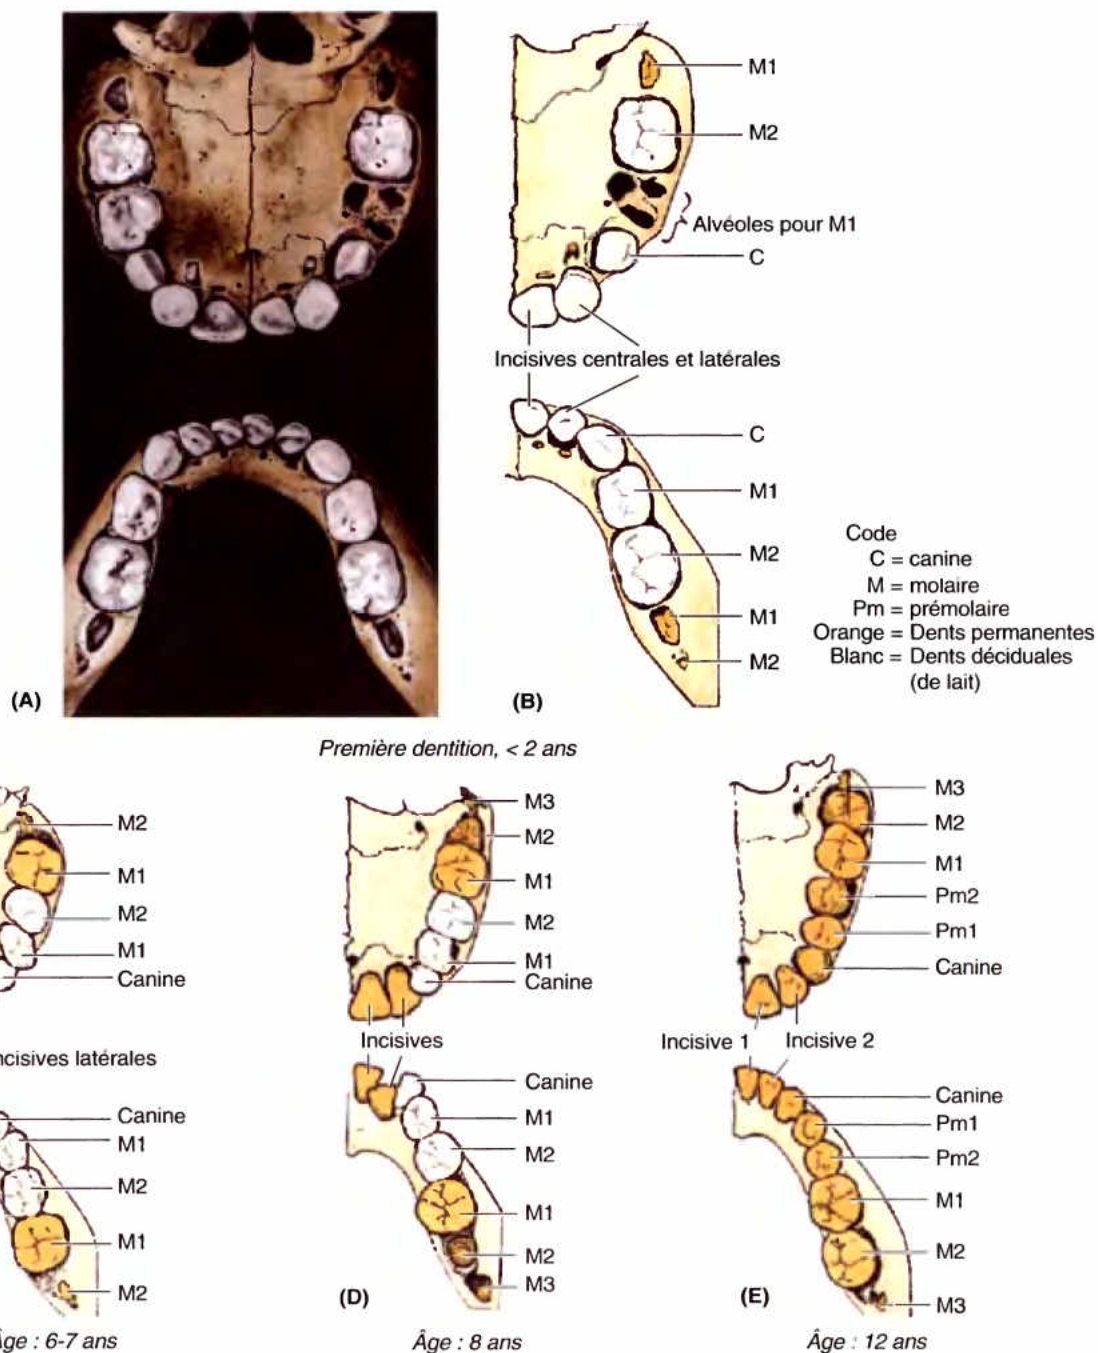 M1
M2
Alvéoles pour M1
C
Incisives centrales et latérales
C
M1
M2
M1
M2
Code
C = canine
M = molaire
Pm = prémolaire
Orange = Dents permanentes
Blanc = Dents déciduales
(de lait)
(A)
(B)
Première dentition, < 2 ans
M2
M1
M2
M1
Canine
ncisives latérales
Canine
M1
M2
M1
M2
Âge : 6-7 ans
M3
M2
M1
M2
M1
Canine
Incisives
Canine
M1
M2
M1
M2
M3
(D)
Âge : 8 ans
M3
M2
M1
Pm2
Pm1
Canine
Incisive 1
Incisive 2
Canine
Pm1
Pm2
M1
M2
M3
(E)
Âge : 12 ans